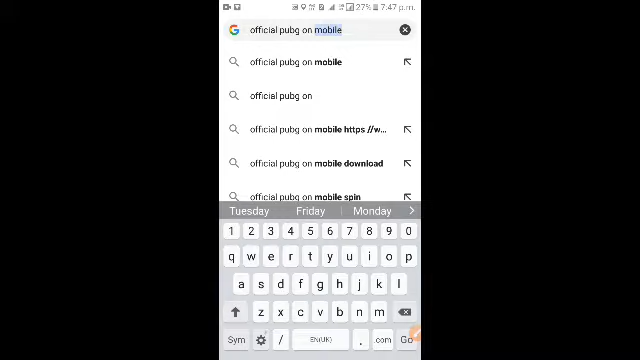 27% 7:47 p.m.
official pubg on mobile
official pubg on mobile
official pubg on
official pubg on mobile https //w...
official pubg on mobile download
official pubg on mobile spin
Tuesday Friday Monday
1 2 3 4 5 6 7 8 9 0
q w e r t y u i o p
a s d f g h j k l
z x c v b n m
Sym / EN(UK) . .com Go